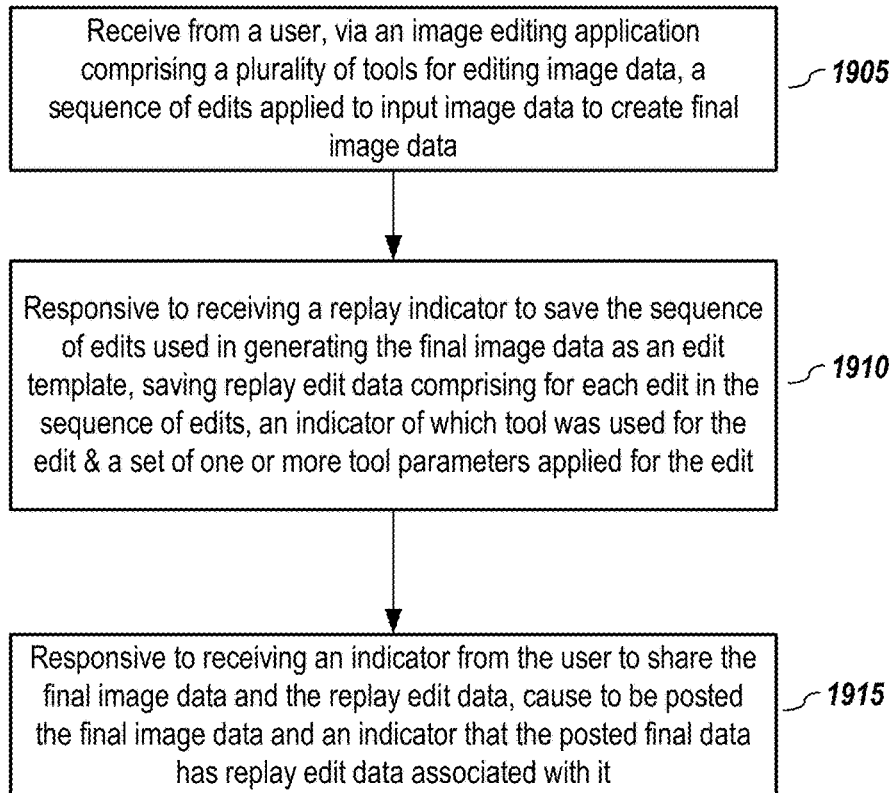 Receive from a user, via an image editing application
comprising a plurality of tools for editing image data, a
sequence of edits applied to input image data to create final
image data
1905
Responsive to receiving a replay indicator to save the sequence
of edits used in generating the final image data as an edit
template, saving replay edit data comprising for each edit in the
sequence of edits, an indicator of which tool was used for the
edit & a set of one or more tool parameters applied for the edit
1910
Responsive to receiving an indicator from the user to share the
final image data and the replay edit data, cause to be posted
the final image data and an indicator that the posted final data
has replay edit data associated with it
1915